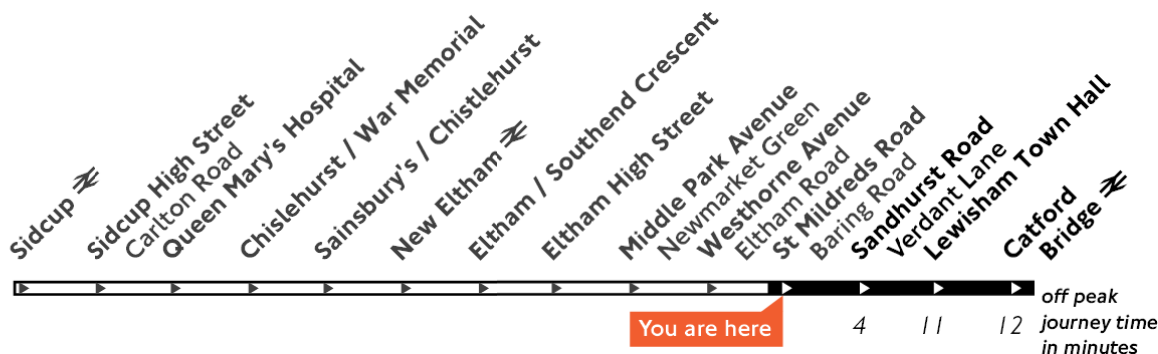 Sidcup
Sidcup High Street
Carlton Road
Queen Mary's Hospital
Chislehurst / War Memorial
Sainsbury's / Chistlehurst
New Eltham
Eltham / Southend Crescent
Eltham High Street
Middle Park Avenue
Newmarket Green
Westhorne Avenue
Eltham Road
St Mildreds Road
Baring Road
Sandhurst Road
Verdant Lane
Lewisham Town Hall
Catford
Bridge
You are here
4
11
12
off peak
journey time
in minutes